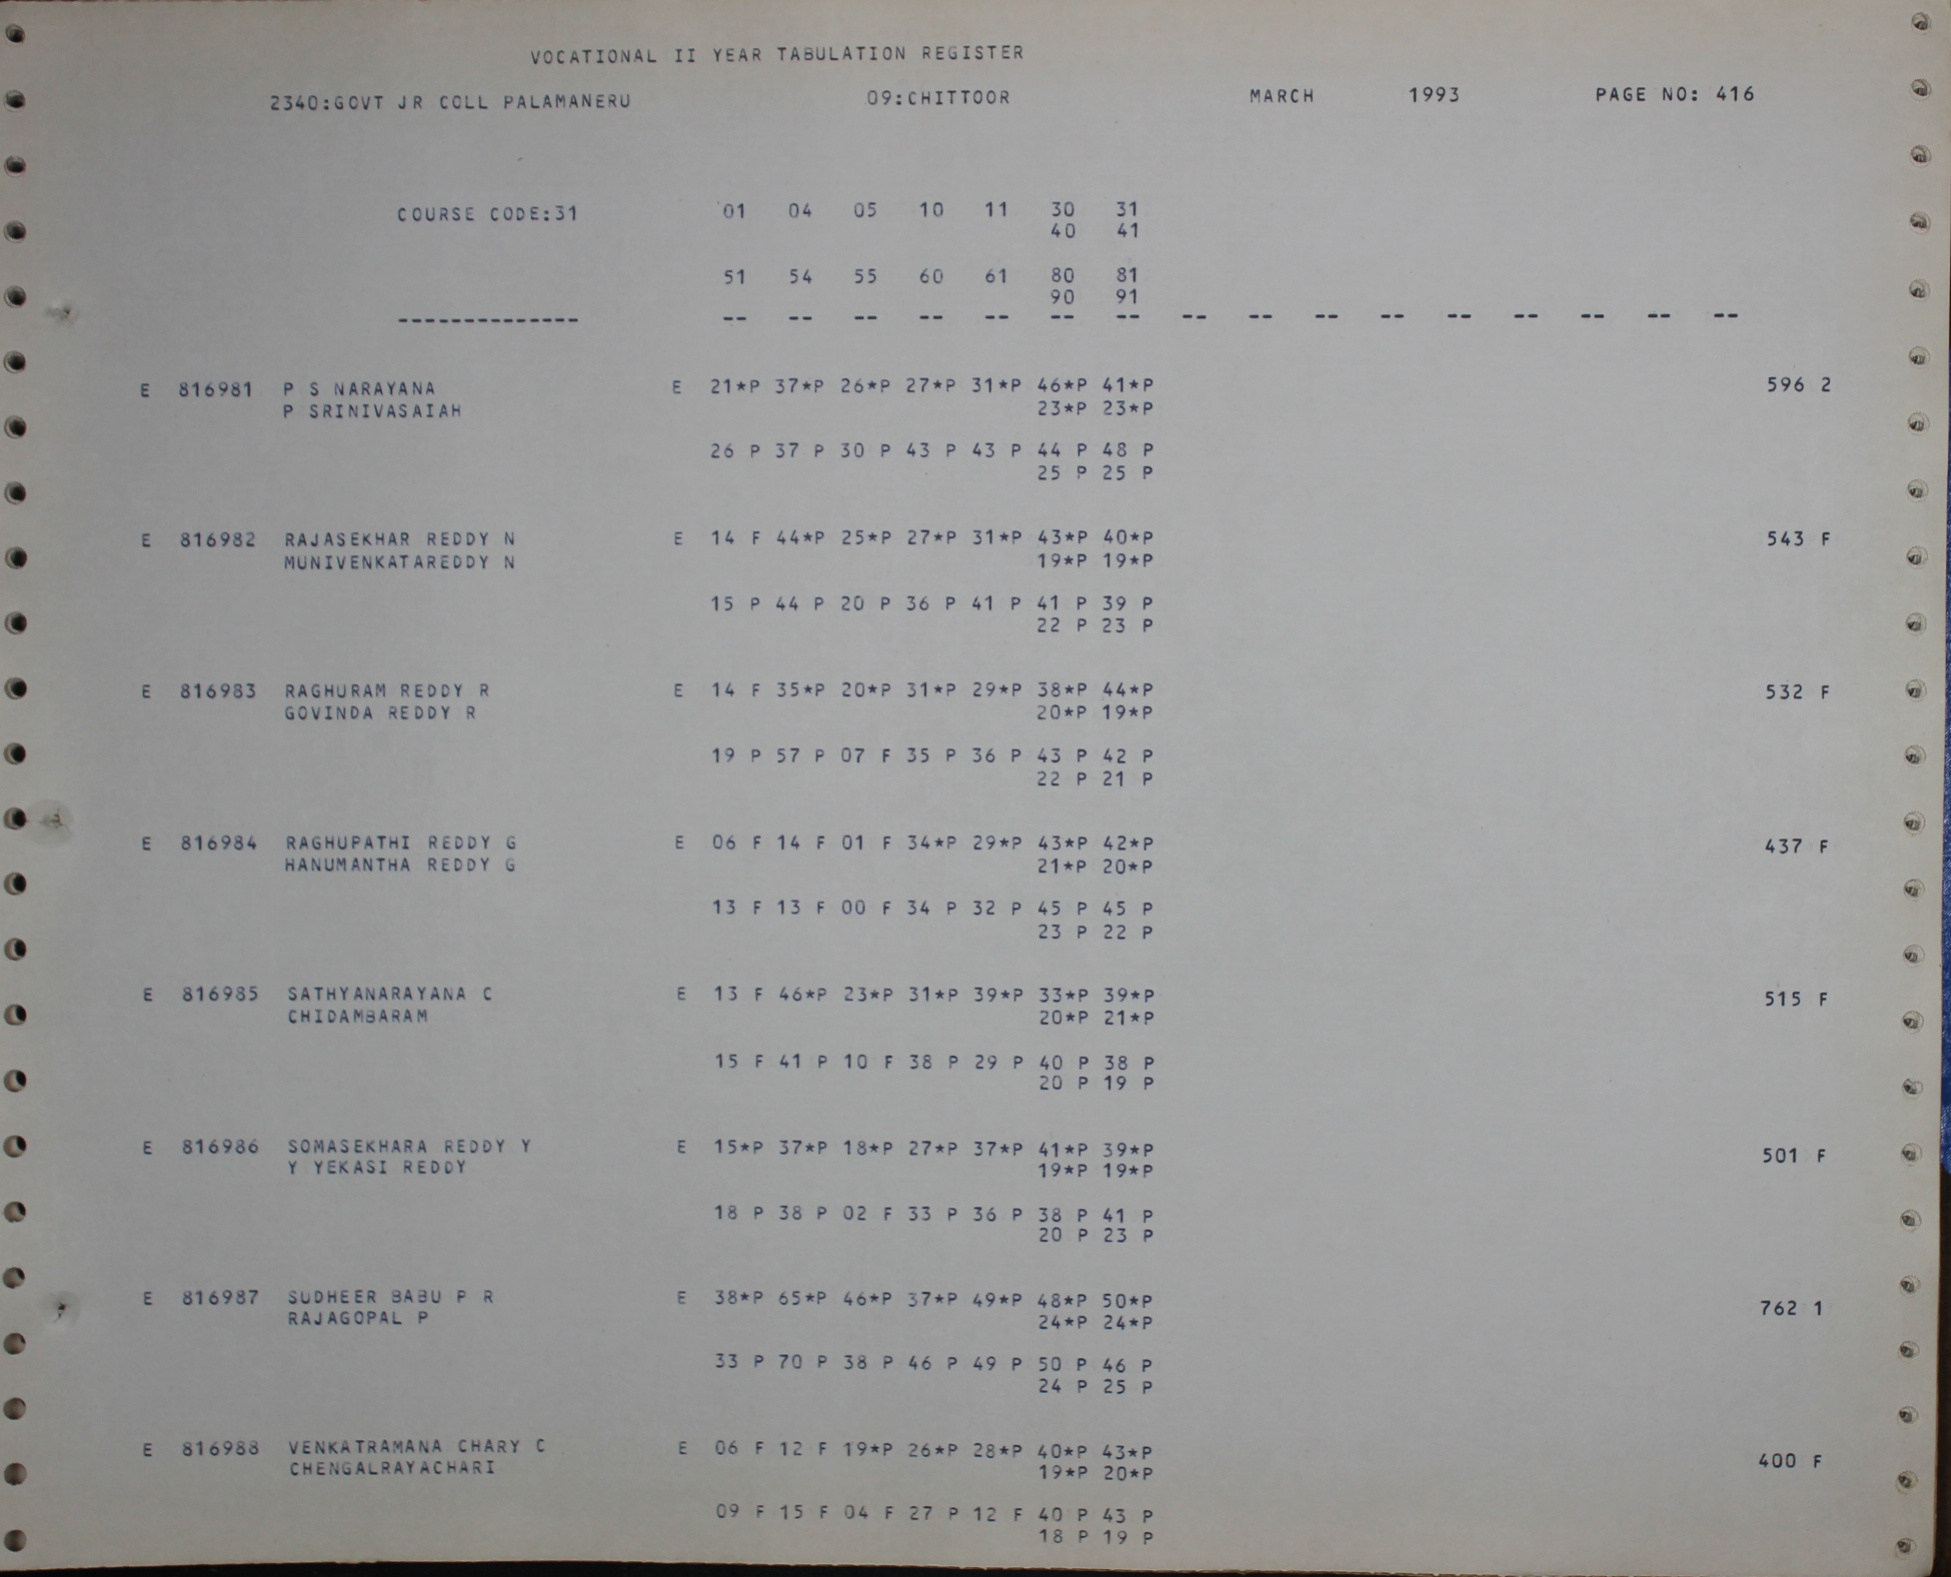 VOCATIONAL II YEAR TABULATION REGISTER
2340:GOVT JR COLL PALAMANERU 09:CHITTOOR MARCH 1993 PAGE NO: 416
COURSE CODE:31 01 04 05 10 11 30 31
40 41
51 54 55 60 61 80 81
90 91
-------------- -- -- -- -- -- -- -- -- -- -- -- -- -- -- -- --
E 816981 P S NARAYANA E 21*P 37*P 26*P 27*P 31*P 46*P 41*P 596 2
P SRINIVASAIAH 23*P 23*P
26 P 37 P 30 P 43 P 43 P 44 P 48 P
25 P 25 P
E 816982 RAJASEKHAR REDDY N E 14 F 44*P 25*P 27*P 31*P 43*P 40*P 543 F
MUNIVENKATAREDDY N 19*P 19*P
15 P 44 P 20 P 36 P 41 P 41 P 39 P
22 P 23 P
E 816983 RAGHURAM REDDY R E 14 F 35*P 20*P 31*P 29*P 38*P 44*P 532 F
GOVINDA REDDY R 20*P 19*P
19 P 57 P 07 F 35 P 36 P 43 P 42 P
22 P 21 P
E 816984 RAGHUPATHI REDDY G E 06 F 14 F 01 F 34*P 29*P 43*P 42*P 437 F
HANUMANTHA REDDY G 21*P 20*P
13 F 13 F 00 F 34 P 32 P 45 P 45 P
23 P 22 P
E 816985 SATHYANARAYANA C E 13 F 46*P 23*P 31*P 39*P 33*P 39*P 515 F
CHIDAMBARAM 20*P 21*P
15 F 41 P 10 F 38 P 29 P 40 P 38 P
20 P 19 P
E 816986 SOMASEKHARA REDDY Y E 15*P 37*P 18*P 27*P 37*P 41*P 39*P 501 F
Y YEKASI REDDY 19*P 19*P
18 P 38 P 02 F 33 P 36 P 38 P 41 P
20 P 23 P
E 816987 SUDHEER BABU P R E 38*P 65*P 46*P 37*P 49*P 48*P 50*P 762 1
RAJAGOPAL P 24*P 24*P
33 P 70 P 38 P 46 P 49 P 50 P 46 P
24 P 25 P
E 816988 VENKATRAMANA CHARY C E 06 F 12 F 19*P 26*P 28*P 40*P 43*P 400 F
CHENGALRAYACHARI 19*P 20*P
09 F 15 F 04 F 27 P 12 F 40 P 43 P
18 P 19 P